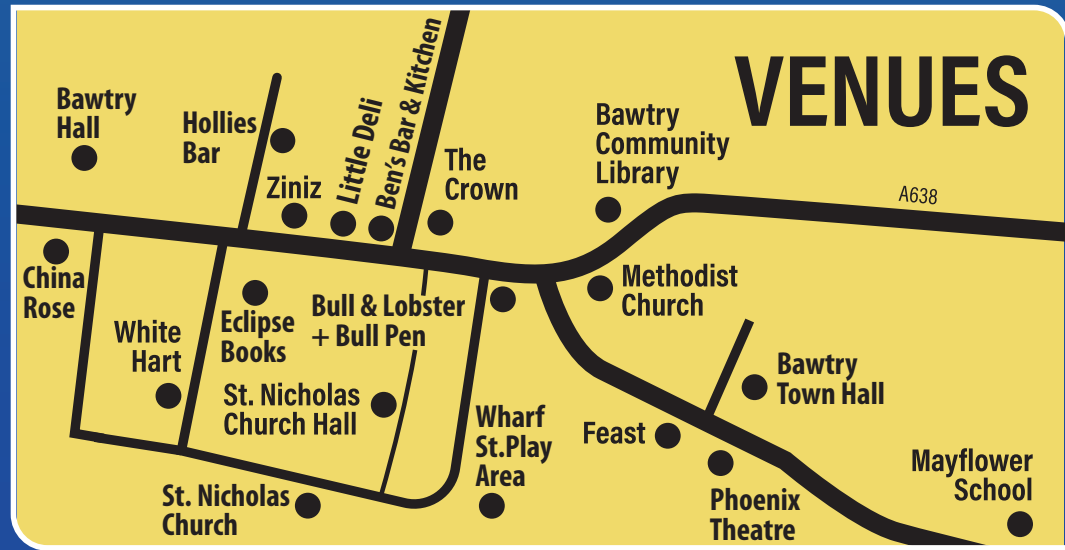 VENUES
Bawtry
Hall
Hollies
Bar
Ziniz
Little Deli
Ben's Bar & Kitchen
The
Crown
Bawtry
Community
Library
A638
China
Rose
White
Hart
Eclipse
Books
Bull & Lobster
+ Bull Pen
Methodist
Church
St. Nicholas
Church Hall
Wharf
St.Play
Area
Feast
Bawtry
Town Hall
St. Nicholas
Church
Phoenix
Theatre
Mayflower
School